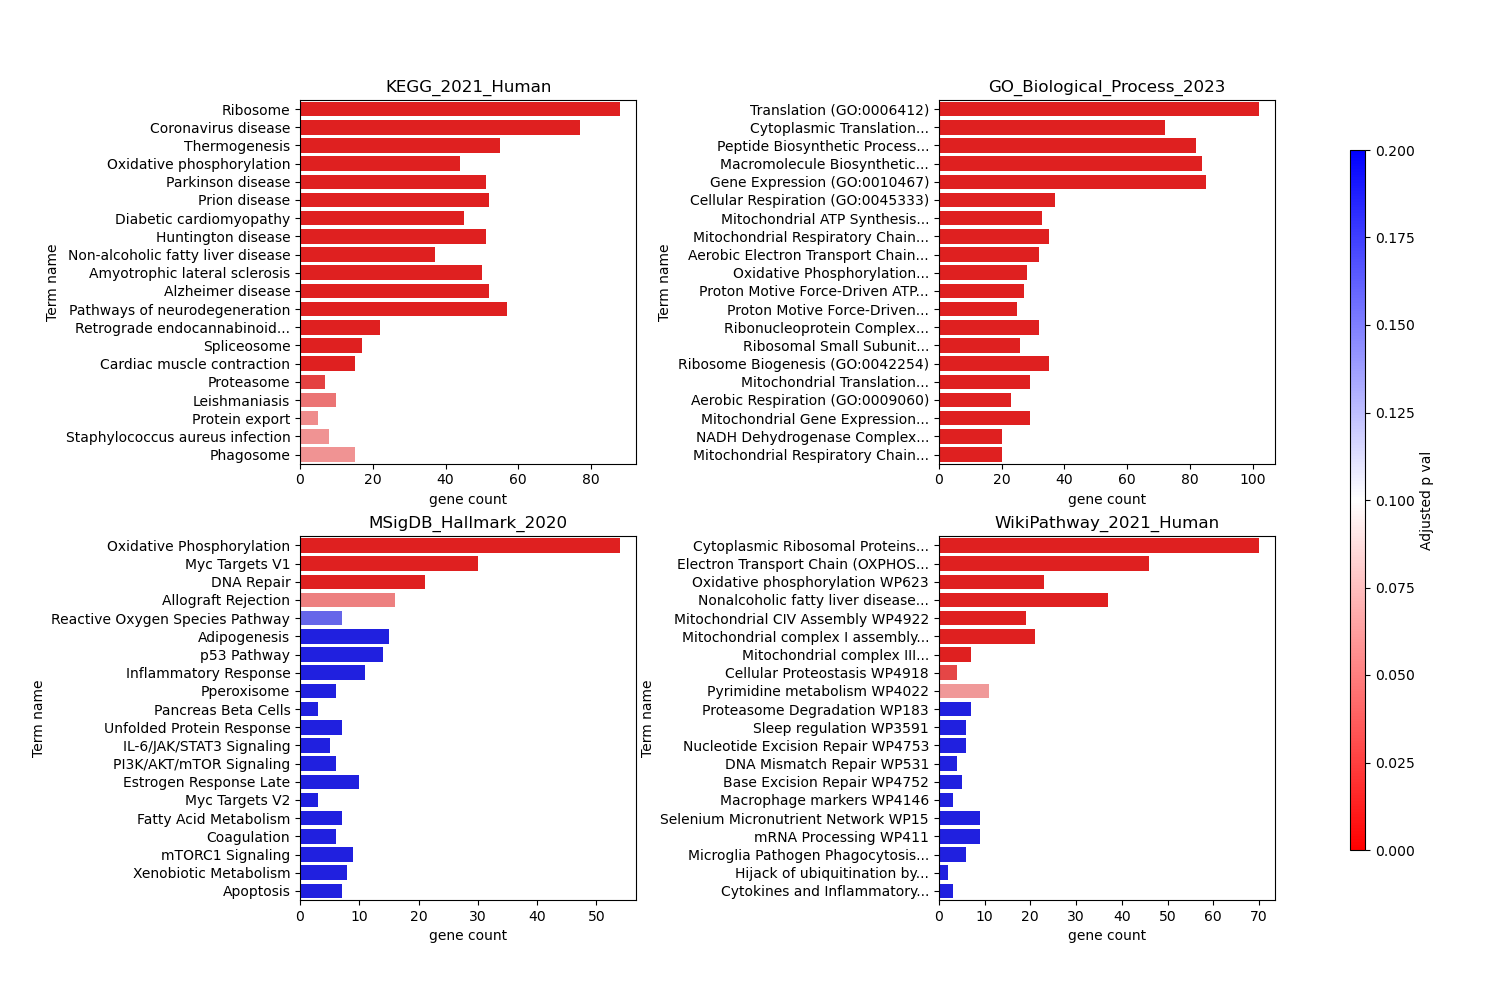 KEGG_2021_Human
Term name
Ribosome
Coronavirus disease
Thermogenesis
Oxidative phosphorylation
Parkinson disease
Prion disease
Diabetic cardiomyopathy
Huntington disease
Non-alcoholic fatty liver disease
Amyotrophic lateral sclerosis
Alzheimer disease
Pathways of neurodegeneration
Retrograde endocannabinoid...
Spliceosome
Cardiac muscle contraction
Proteasome
Leishmaniasis
Protein export
Staphylococcus aureus infection
Phagosome
0 20 40 60 80
gene count
GO_Biological_Process_2023
Term name
Translation (GO:0006412)
Cytoplasmic Translation...
Peptide Biosynthetic Process...
Macromolecule Biosynthetic...
Gene Expression (GO:0010467)
Cellular Respiration (GO:0045333)
Mitochondrial ATP Synthesis...
Mitochondrial Respiratory Chain...
Aerobic Electron Transport Chain...
Oxidative Phosphorylation...
Proton Motive Force-Driven ATP...
Proton Motive Force-Driven...
Ribonucleoprotein Complex...
Ribosomal Small Subunit...
Ribosome Biogenesis (GO:0042254)
Mitochondrial Translation...
Aerobic Respiration (GO:0009060)
Mitochondrial Gene Expression...
NADH Dehydrogenase Complex...
Mitochondrial Respiratory Chain...
0 20 40 60 80 100
gene count
MSigDB_Hallmark_2020
Term name
Oxidative Phosphorylation
Myc Targets V1
DNA Repair
Allograft Rejection
Reactive Oxygen Species Pathway
Adipogenesis
p53 Pathway
Inflammatory Response
Pperoxisome
Pancreas Beta Cells
Unfolded Protein Response
IL-6/JAK/STAT3 Signaling
PI3K/AKT/mTOR Signaling
Estrogen Response Late
Myc Targets V2
Fatty Acid Metabolism
Coagulation
mTORC1 Signaling
Xenobiotic Metabolism
Apoptosis
0 10 20 30 40 50
gene count
WikiPathway_2021_Human
Term name
Cytoplasmic Ribosomal Proteins...
Electron Transport Chain (OXPHOS...
Oxidative phosphorylation WP623
Nonalcoholic fatty liver disease...
Mitochondrial CIV Assembly WP4922
Mitochondrial complex I assembly...
Mitochondrial complex III...
Cellular Proteostasis WP4918
Pyrimidine metabolism WP4022
Proteasome Degradation WP183
Sleep regulation WP3591
Nucleotide Excision Repair WP4753
DNA Mismatch Repair WP531
Base Excision Repair WP4752
Macrophage markers WP4146
Selenium Micronutrient Network WP15
mRNA Processing WP411
Microglia Pathogen Phagocytosis...
Hijack of ubiquitination by...
Cytokines and Inflammatory...
0 10 20 30 40 50 60 70
gene count
0.200
0.175
0.150
0.125
0.100
0.075
0.050
0.025
0.000
Adjusted p val